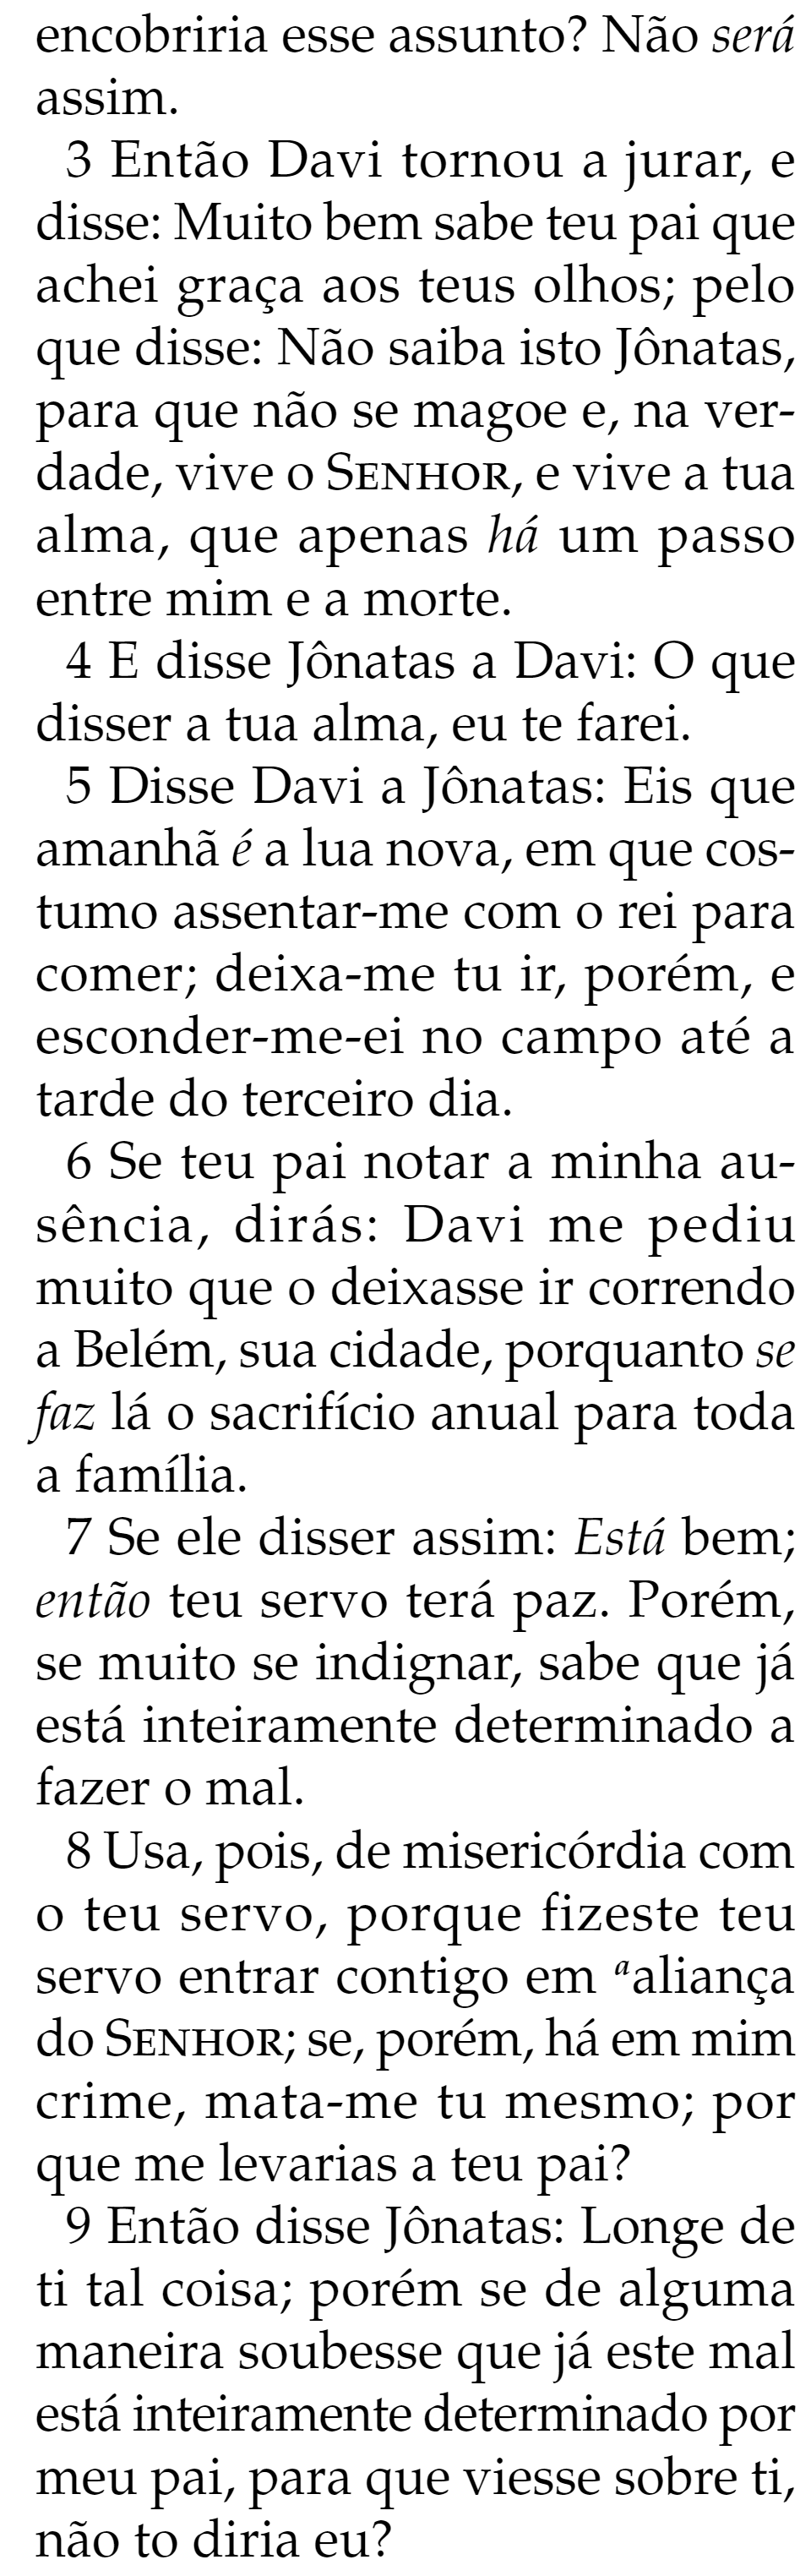 encobriria esse assunto? Não será
assim.
3 Então Davi tornou a jurar, e
disse: Muito bem sabe teu pai que
achei graça aos teus olhos; pelo
que disse: Não saiba isto Jônatas,
para que não se magoe e, na ver-
dade, vive o SENHOR, e vive a tua
alma, que apenas há um passo
entre mim e a morte.
4 E disse Jônatas a Davi: O que
disser a tua alma, eu te farei.
5 Disse Davi a Jônatas: Eis que
amanhã é a lua nova, em que cos-
tumo assentar-me com o rei para
comer; deixa-me tu ir, porém, e
esconder-me-ei no campo até a
tarde do terceiro dia.
6 Se teu pai notar a minha au-
sência, dirás: Davi me pediu
muito que o deixasse ir correndo
a Belém, sua cidade, porquanto se
faz lá o sacrifício anual para toda
a família.
7 Se ele disser assim: Está bem;
então teu servo terá paz. Porém,
se muito se indignar, sabe que já
está inteiramente determinado a
fazer o mal.
8 Usa, pois, de misericórdia com
o teu servo, porque fizeste teu
servo entrar contigo em ªaliança
do SENHOR; se, porém, há em mim
crime, mata-me tu mesmo; por
que me levarias a teu pai?
9 Então disse Jônatas: Longe de
ti tal coisa; porém se de alguma
maneira soubesse que já este mal
está inteiramente determinado por
meu pai, para que viesse sobre ti,
não to diria eu?